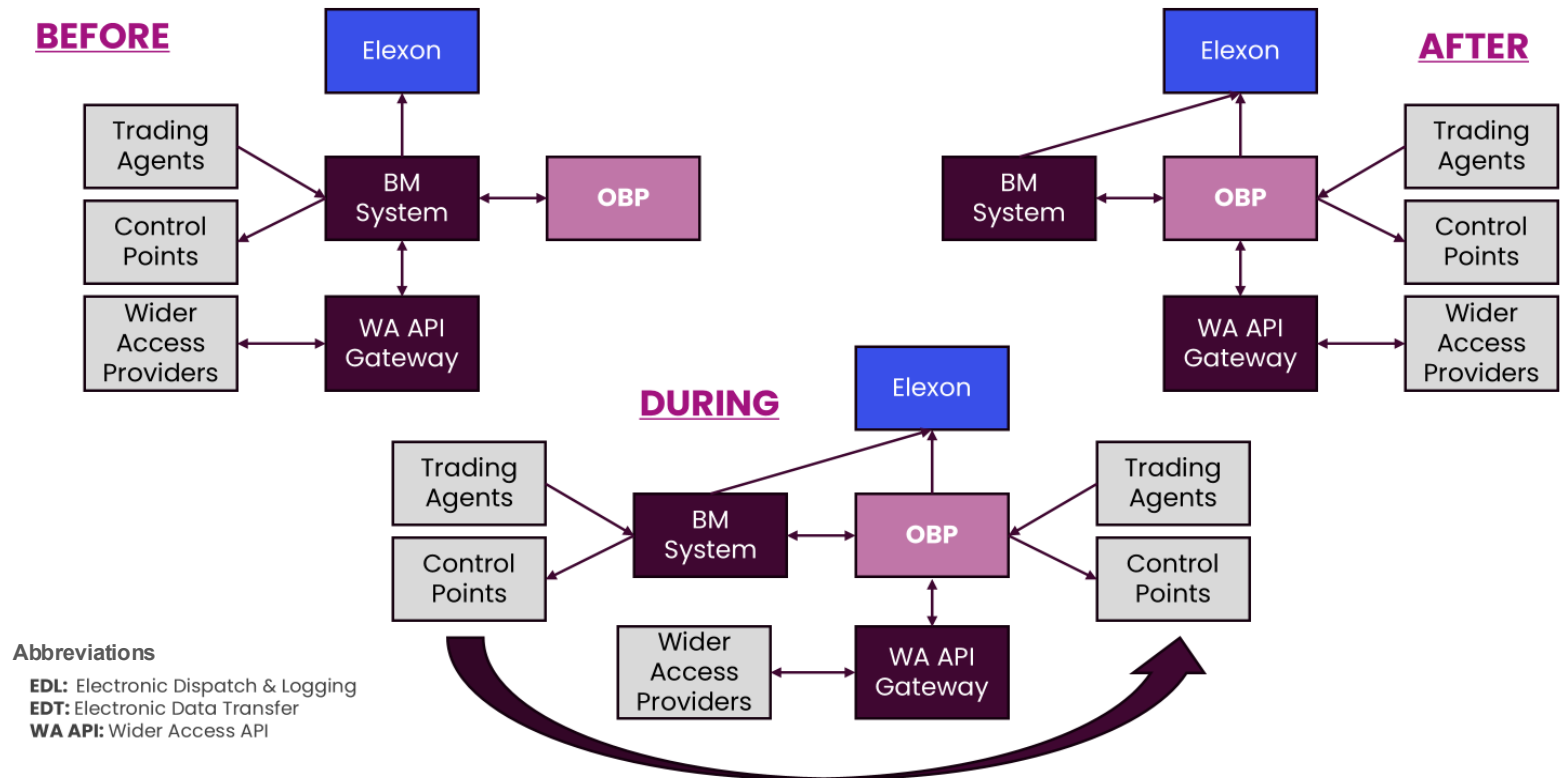 BEFORE
Elexon
Trading
Agents
Control
Points
Wider
Access
Providers
BM
System
OBP
WA API
Gateway
AFTER
Elexon
BM
System
OBP
WA API
Gateway
Trading
Agents
Control
Points
Wider
Access
Providers
DURING
Elexon
Trading
Agents
Control
Points
BM
System
OBP
Trading
Agents
Control
Points
Wider
Access
Providers
WA API
Gateway
Abbreviations
EDL: Electronic Dispatch & Logging
EDT: Electronic Data Transfer
WA API: Wider Access API